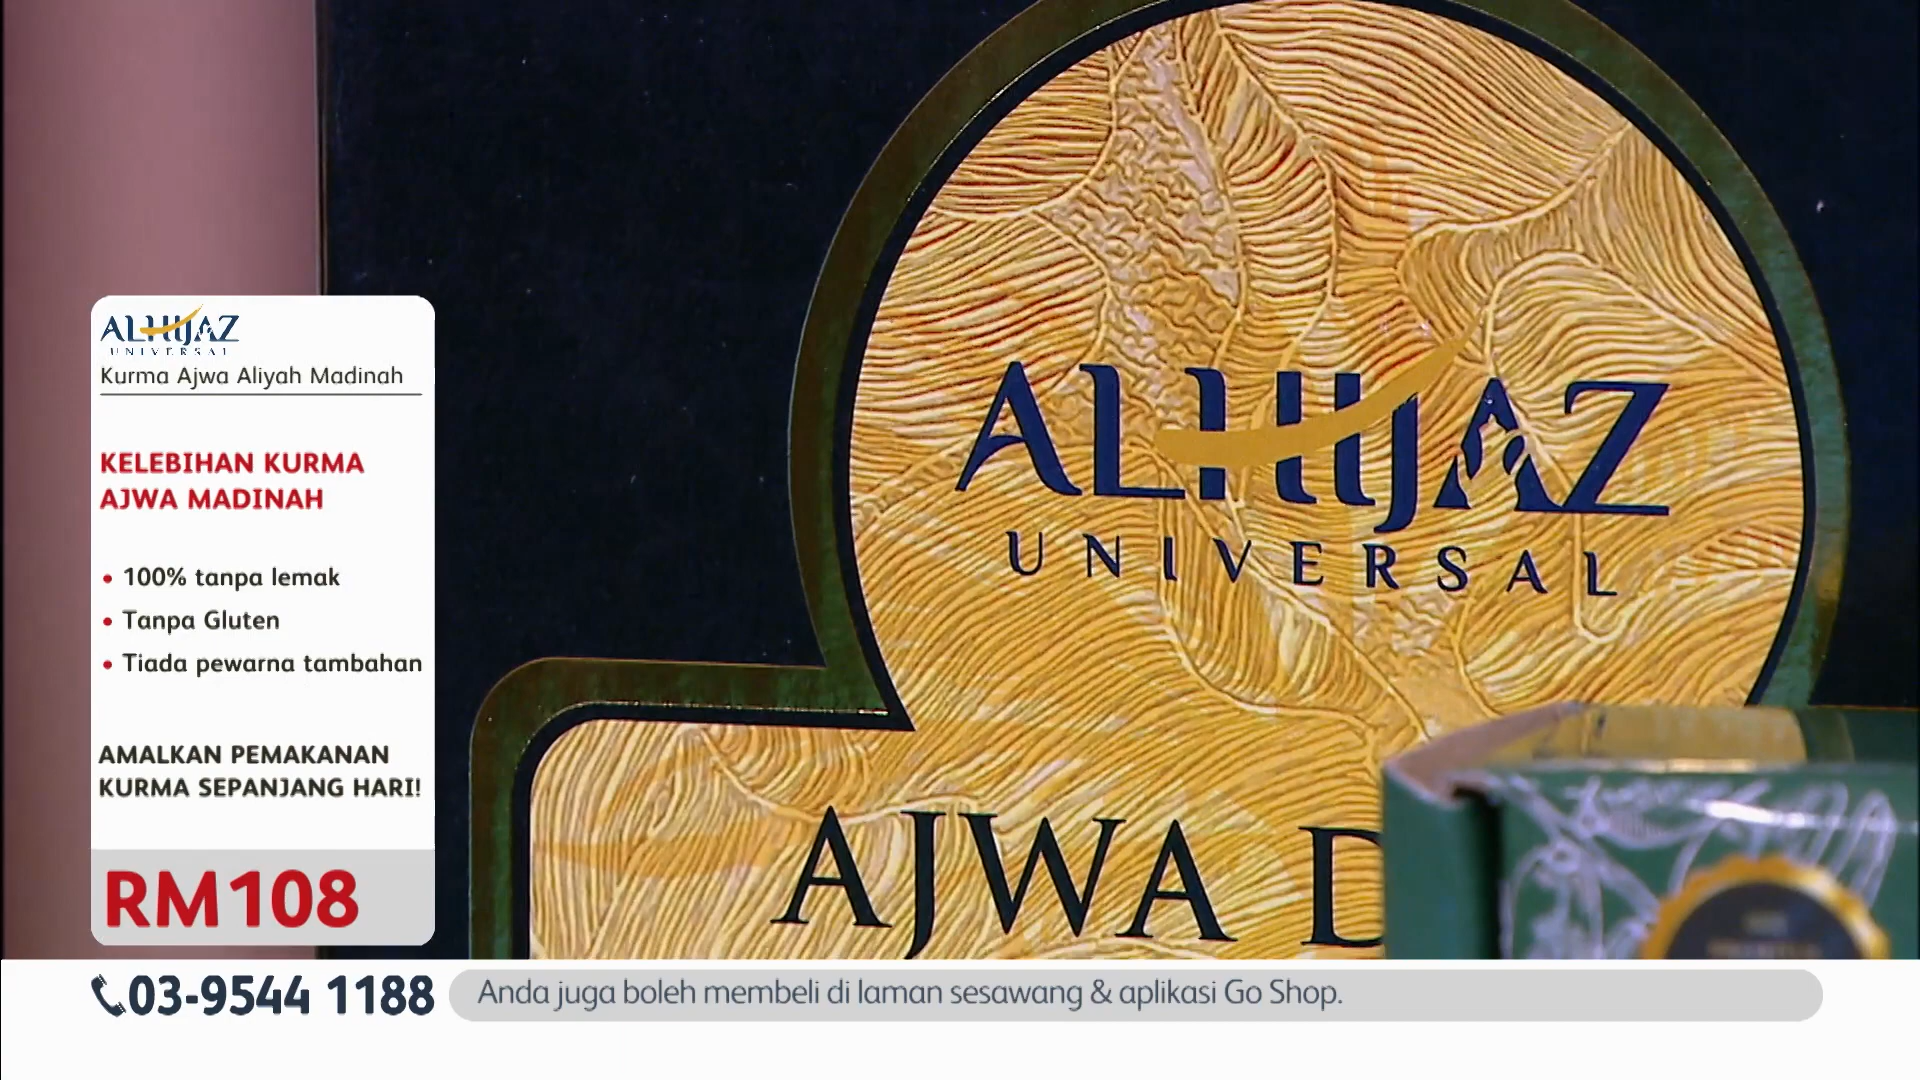 ALHIJAZ
UNIVERSAL
Kurma Ajwa Aliyah Madinah
KELEBIHAN KURMA
AJWA MADINAH
• 100% tanpa lemak
• Tanpa Gluten
• Tiada pewarna tambahan
AMALKAN PEMAKANAN
KURMA SEPANJANG HARI!
RM108
ALHIJAZ
UNIVERSAL
AJWA D
03-9544 1188
Anda juga boleh membeli di laman sesawang & aplikasi Go Shop.